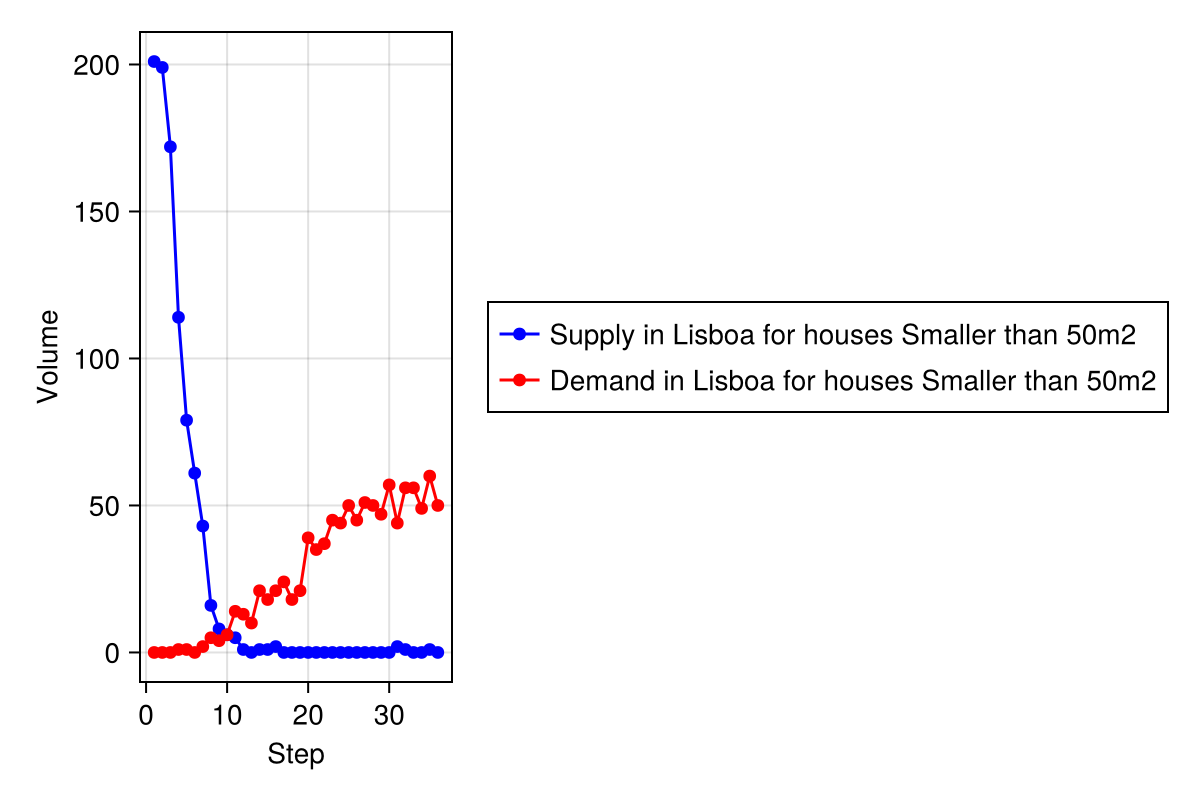 200
150
100
50
0
Volume
0 10 20 30
Step
Supply in Lisboa for houses Smaller than 50m2
Demand in Lisboa for houses Smaller than 50m2